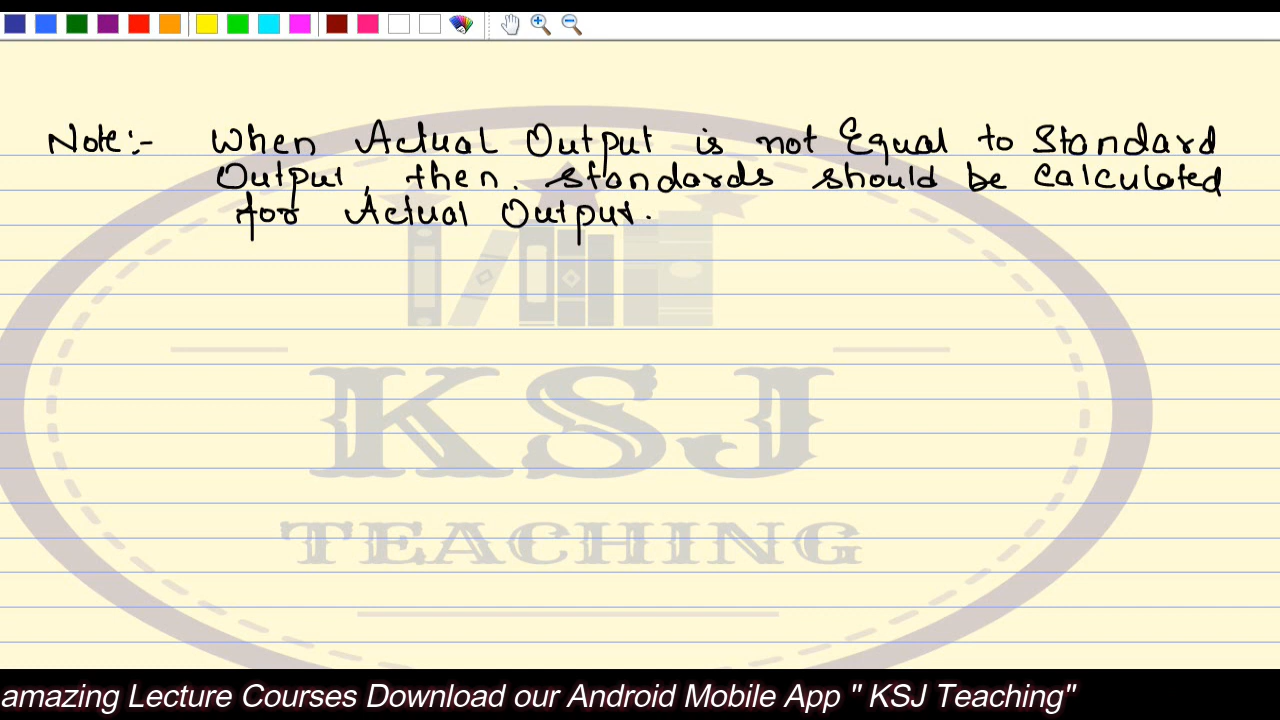 Note:- When Actual Output is not Equal to Standard
Output, then. standards should be calculated
for Actual Output.
KSJ
TEACHING
amazing Lecture Courses Download our Android Mobile App " KSJ Teaching"